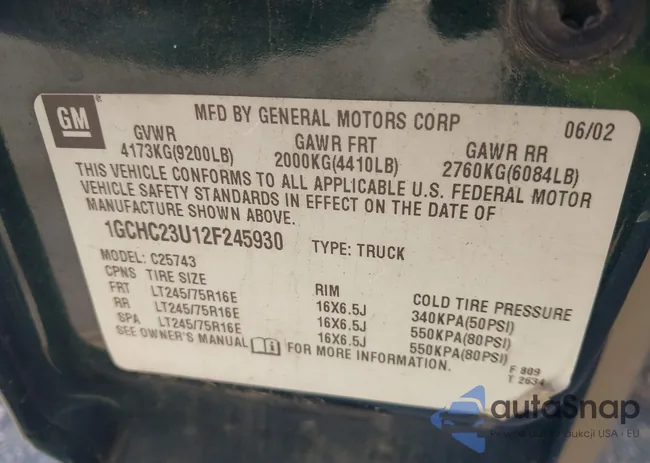 GM
MFD BY GENERAL MOTORS CORP 06/02
GVWR GAWR FRT GAWR RR
4173KG(9200LB) 2000KG(4410LB) 2760KG(6084LB)
THIS VEHICLE CONFORMS TO ALL APPLICABLE U.S. FEDERAL MOTOR
VEHICLE SAFETY STANDARDS IN EFFECT ON THE DATE OF
MANUFACTURE SHOWN ABOVE.
1GCHC23U12F245930 TYPE: TRUCK
MODEL: C25743
CPNS TIRE SIZE RIM COLD TIRE PRESSURE
FRT LT245/75R16E 16X6.5J 340KPA(50PSI)
RR LT245/75R16E 16X6.5J 550KPA(80PSI)
SPA LT245/75R16E 16X6.5J 550KPA(80PSI)
SEE OWNER'S MANUAL FOR MORE INFORMATION.
F 809
T 2634
autoSnap
USA · EU